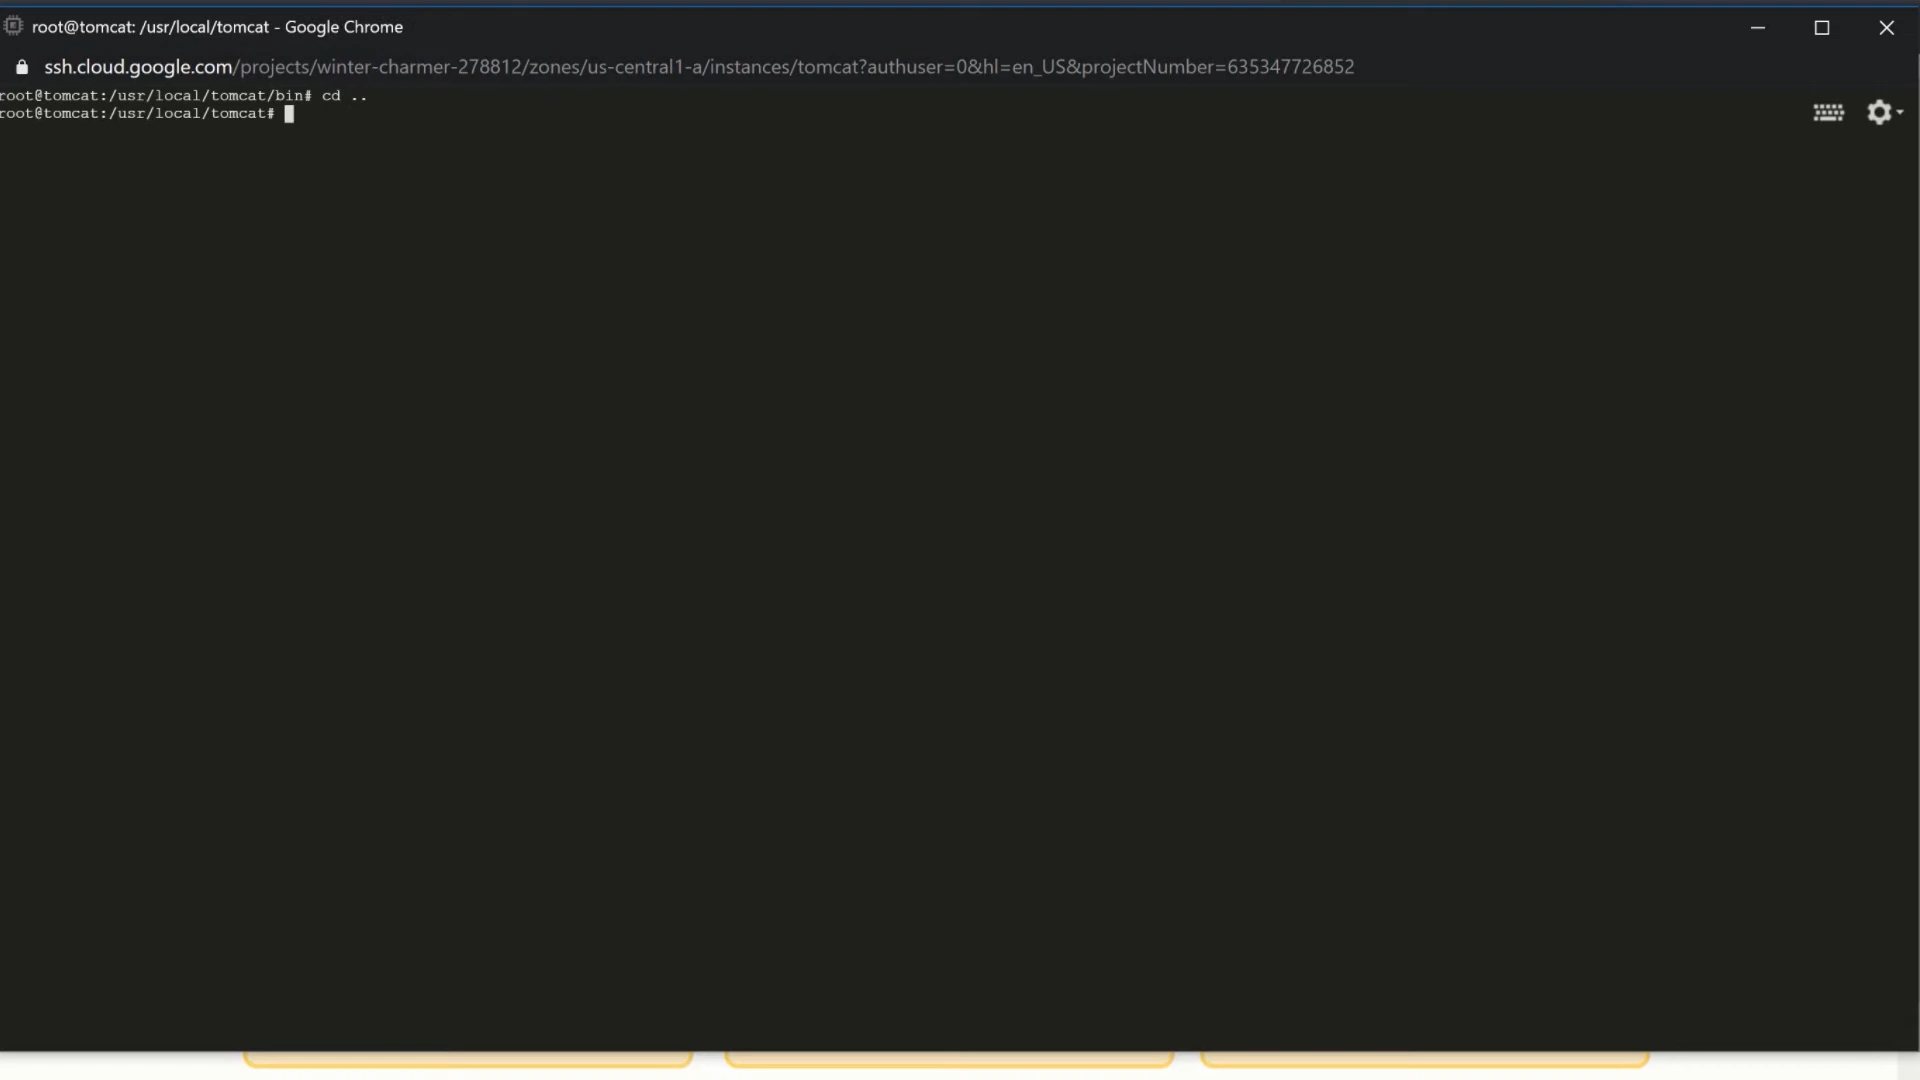 root@tomcat: /usr/local/tomcat - Google Chrome
ssh.cloud.google.com/projects/winter-charmer-278812/zones/us-central1-a/instances/tomcat?authuser=0&hl=en_US&projectNumber=635347726852
root@tomcat:/usr/local/tomcat/bin# cd ..
root@tomcat:/usr/local/tomcat#